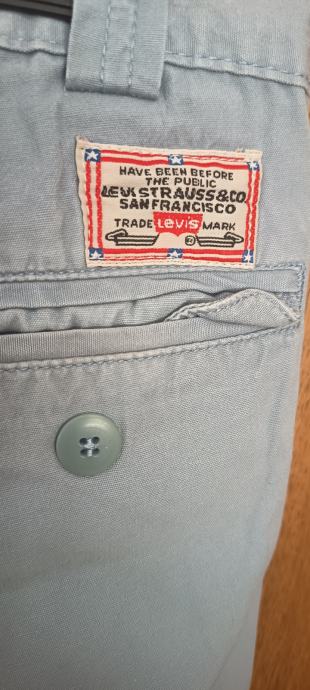 HAVE BEEN BEFORE
THE PUBLIC
LEVI STRAUSS & CO
SAN FRANCISCO
TRADE Levi's MARK
®